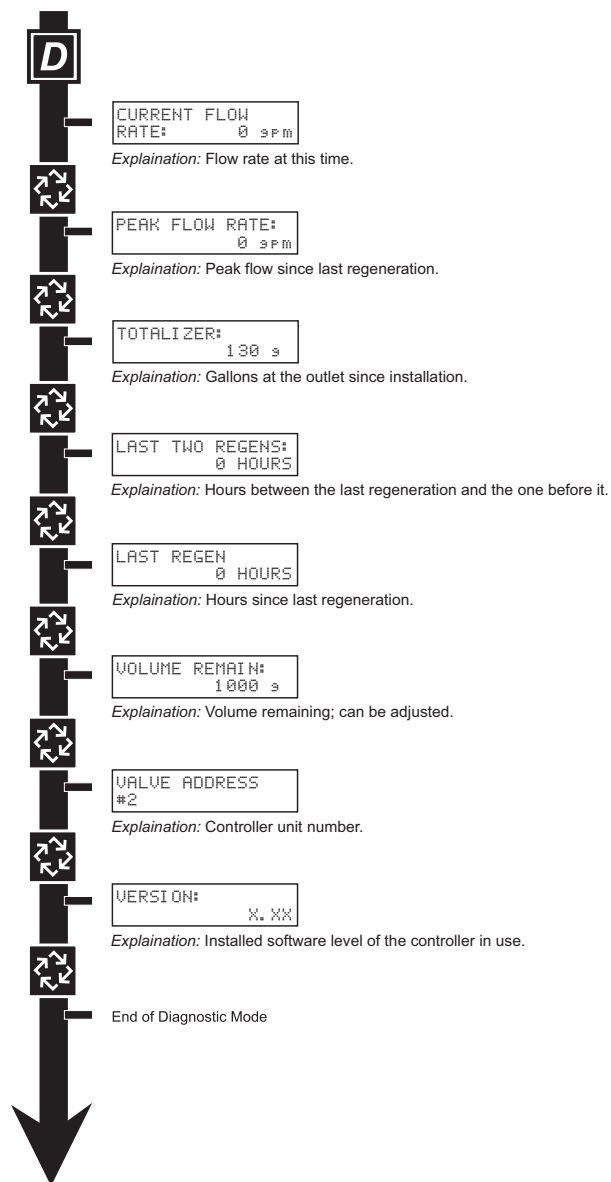 D
CURRENT FLOW
RATE: 0 gpm
Explaination: Flow rate at this time.
PEAK FLOW RATE:
0 gpm
Explaination: Peak flow since last regeneration.
TOTALIZER:
130 g
Explaination: Gallons at the outlet since installation.
LAST TWO REGENS:
0 HOURS
Explaination: Hours between the last regeneration and the one before it.
LAST REGEN
0 HOURS
Explaination: Hours since last regeneration.
VOLUME REMAIN:
1000 g
Explaination: Volume remaining; can be adjusted.
VALVE ADDRESS
#2
Explaination: Controller unit number.
VERSION:
X.XX
Explaination: Installed software level of the controller in use.
End of Diagnostic Mode